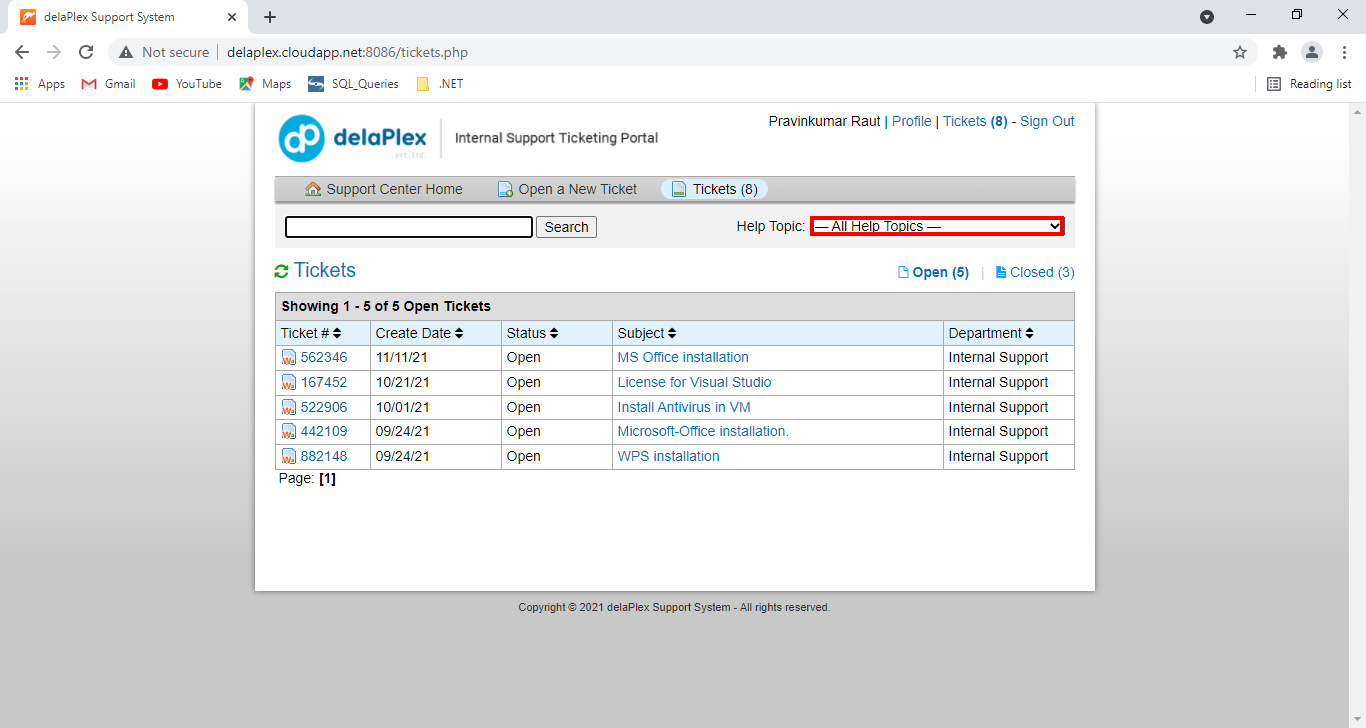 delaPlex Support System
Not secure delaplex.cloudapp.net:8086/tickets.php
Apps Gmail YouTube Maps SQL_Queries .NET Reading list
dp delaPlex pvt.ltd. Internal Support Ticketing Portal
Pravinkumar Raut | Profile | Tickets (8) - Sign Out
Support Center Home Open a New Ticket Tickets (8)
Search Help Topic: — All Help Topics —
Tickets Open (5) | Closed (3)
Showing 1 - 5 of 5 Open Tickets
Ticket # Create Date Status Subject Department
562346 11/11/21 Open MS Office installation Internal Support
167452 10/21/21 Open License for Visual Studio Internal Support
522906 10/01/21 Open Install Antivirus in VM Internal Support
442109 09/24/21 Open Microsoft-Office installation. Internal Support
882148 09/24/21 Open WPS installation Internal Support
Page: [1]
Copyright © 2021 delaPlex Support System - All rights reserved.